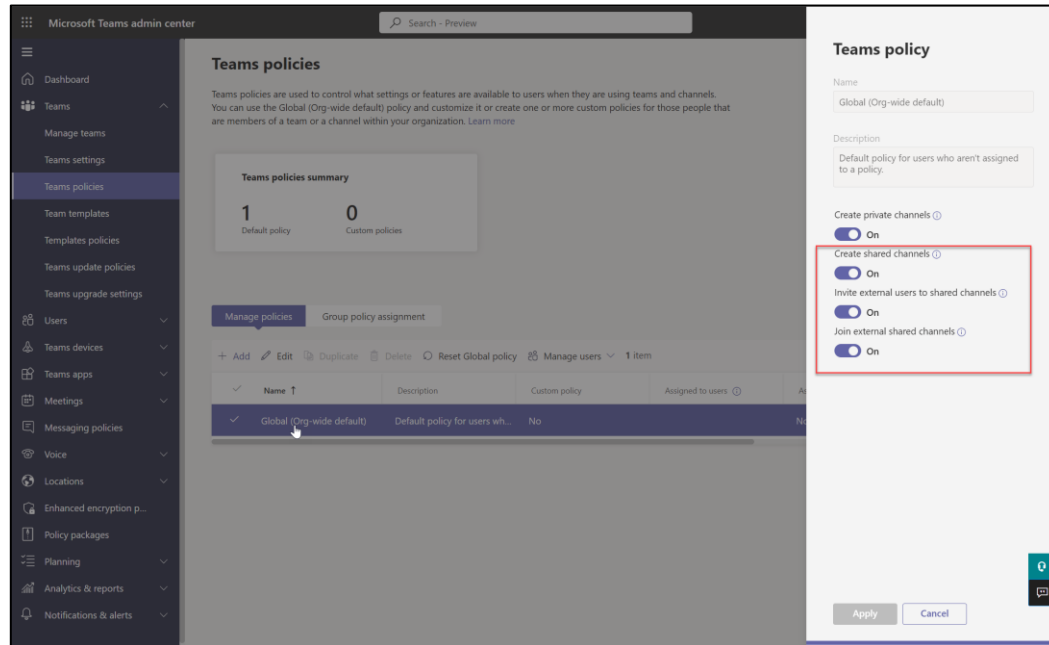 Microsoft Teams admin center
Search - Preview
Dashboard
Teams
Manage teams
Teams settings
Teams policies
Team templates
Templates policies
Teams update policies
Teams upgrade settings
Users
Teams devices
Teams apps
Meetings
Messaging policies
Voice
Locations
Enhanced encryption p...
Policy packages
Planning
Analytics & reports
Notifications & alerts
Teams policies
Teams policies are used to control what settings or features are available to users when they are using teams and channels.
You can use the Global (Org-wide default) policy and customize it or create one or more custom policies for those people that
are members of a team or a channel within your organization. Learn more
Teams policies summary
1 0
Default policy Custom policies
Manage policies Group policy assignment
+ Add Edit Duplicate Delete Reset Global policy Manage users 1 item
Name ↑ Description Custom policy Assigned to users
Global (Org-wide default) Default policy for users wh... No No
Teams policy
Name
Global (Org-wide default)
Description
Default policy for users who aren't assigned
to a policy.
Create private channels
On
Create shared channels
On
Invite external users to shared channels
On
Join external shared channels
On
Apply Cancel